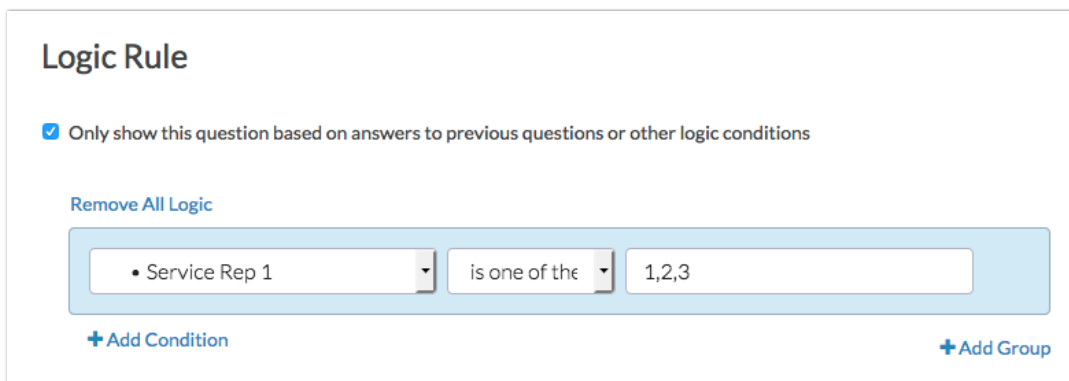 Logic Rule
Only show this question based on answers to previous questions or other logic conditions
Remove All Logic
• Service Rep 1 is one of the 1,2,3
+ Add Condition
+ Add Group